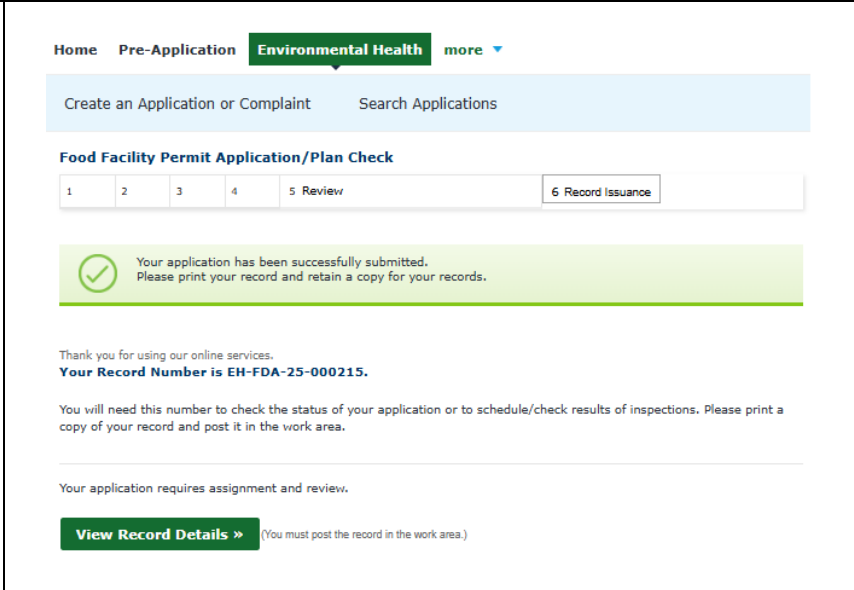 Home Pre-Application Environmental Health more
Create an Application or Complaint Search Applications
Food Facility Permit Application/Plan Check
1 2 3 4 5 Review 6 Record Issuance
Your application has been successfully submitted.
Please print your record and retain a copy for your records.
Thank you for using our online services.
Your Record Number is EH-FDA-25-000215.
You will need this number to check the status of your application or to schedule/check results of inspections. Please print a
copy of your record and post it in the work area.
Your application requires assignment and review.
View Record Details » (You must post the record in the work area.)